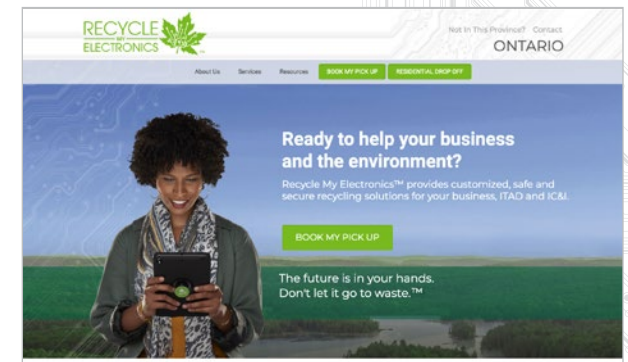 RECYCLE
MY
ELECTRONICS™
Not In This Province? Contact
ONTARIO
About Us Services Resources BOOK MY PICK UP RESIDENTIAL DROP OFF
Ready to help your business
and the environment?
Recycle My Electronics™ provides customized, safe and
secure recycling solutions for your business, ITAD and IC&I.
BOOK MY PICK UP
The future is in your hands.
Don't let it go to waste.™